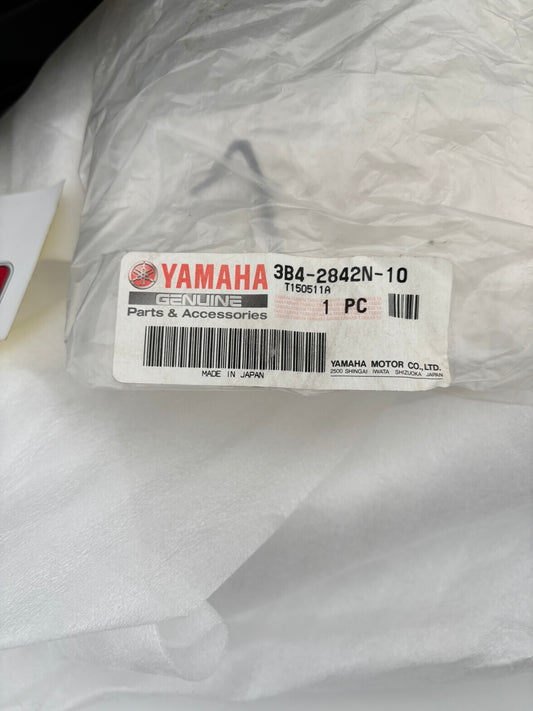 YAMAHA
GENUINE
Parts & Accessories
3B4-2842N-10
T150511A
1 PC
MADE IN JAPAN
YAMAHA MOTOR CO.,LTD.
2500 SHINGAI IWATA SHIZUOKA JAPAN